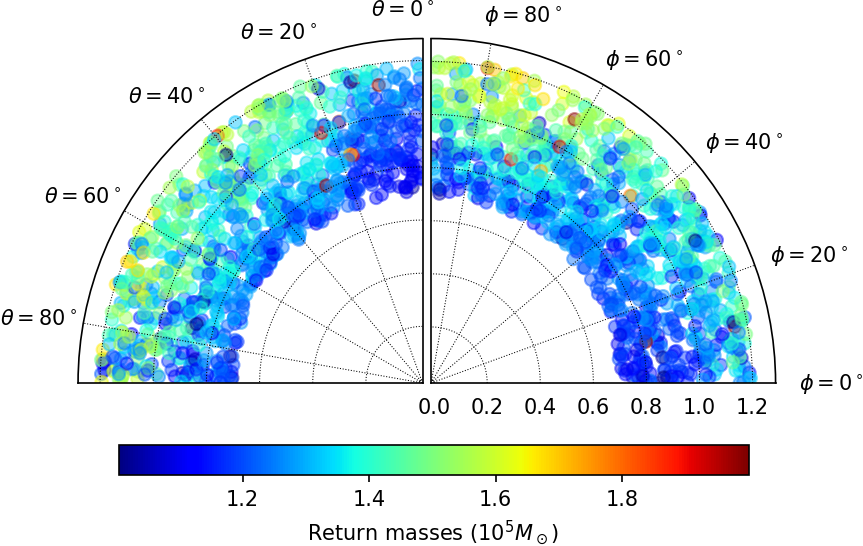 θ = 0°
θ = 20°
θ = 40°
θ = 60°
θ = 80°
ϕ = 80°
ϕ = 60°
ϕ = 40°
ϕ = 20°
ϕ = 0°
0.0 0.2 0.4 0.6 0.8 1.0 1.2
1.2 1.4 1.6 1.8
Return masses (10⁵M☉)